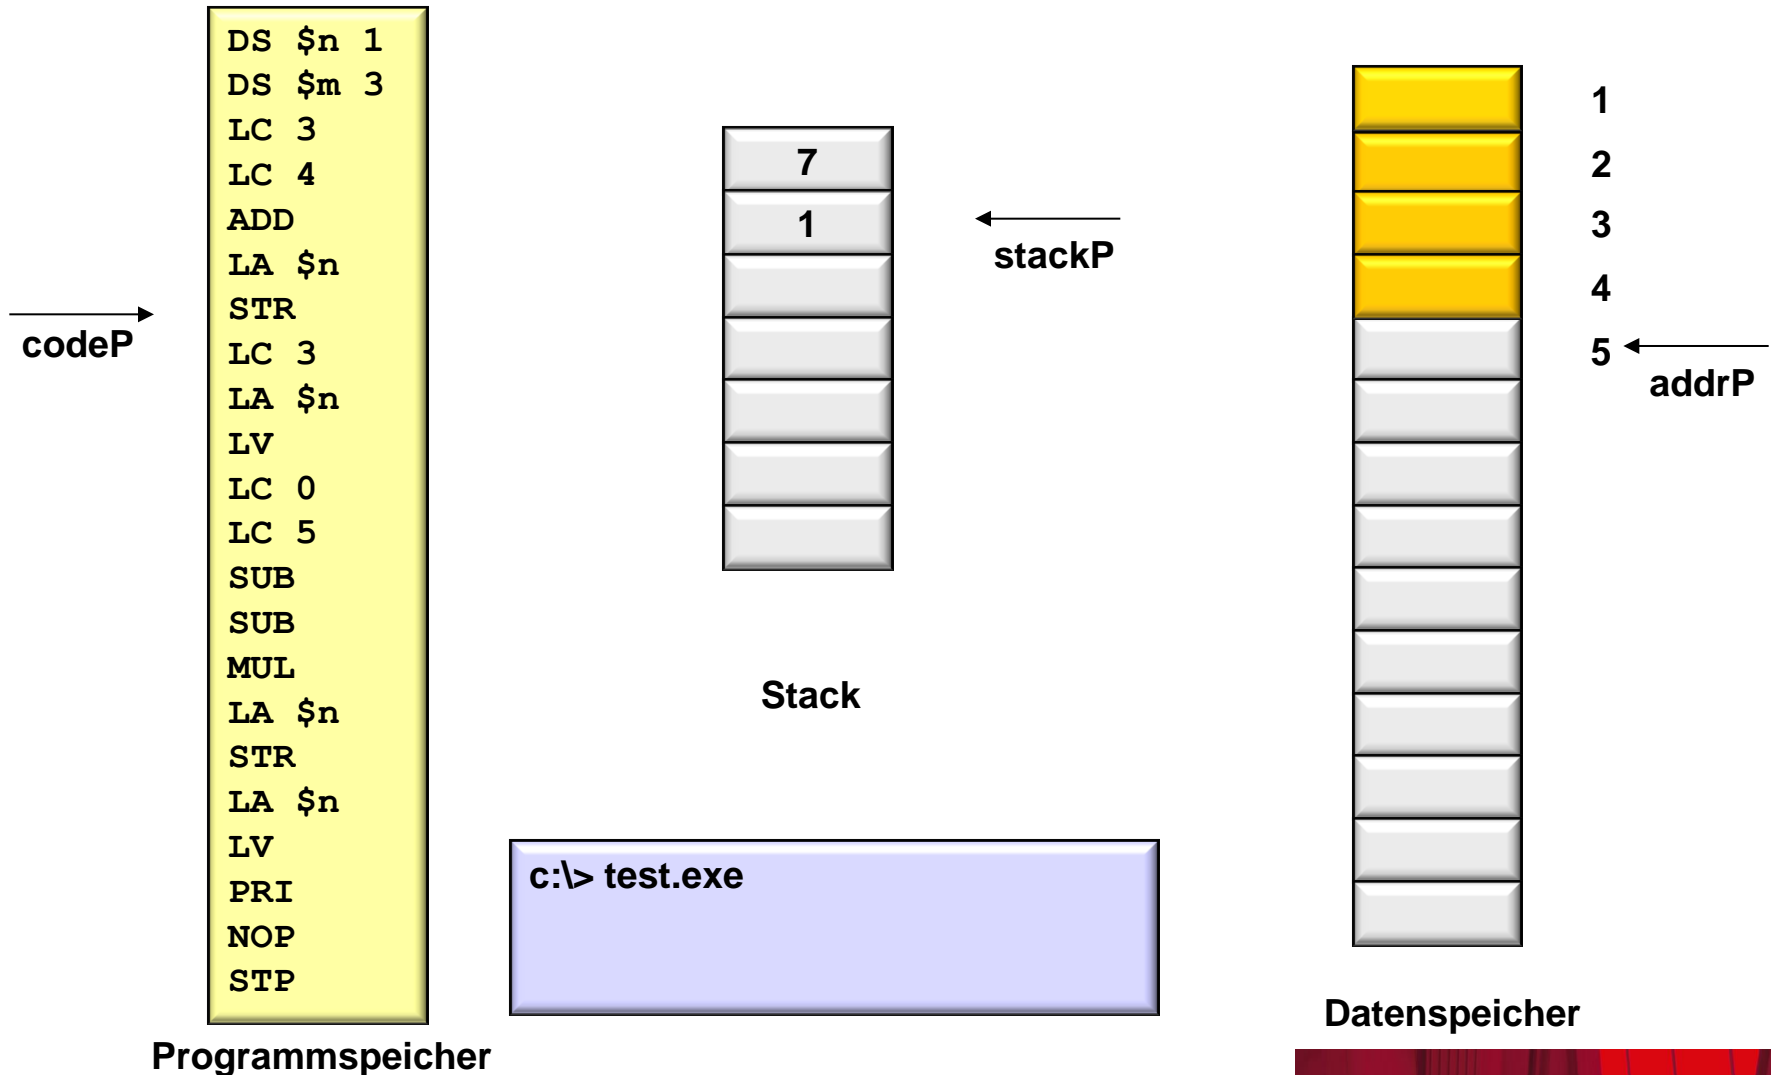 DS $n 1
DS $m 3
LC 3
LC 4
ADD
LA $n
STR
LC 3
LA $n
LV
LC 0
LC 5
SUB
SUB
MUL
LA $n
STR
LA $n
LV
PRI
NOP
STP
Programmspeicher
codeP
7
1
stackP
Stack
c:\> test.exe
1
2
3
4
5
addrP
Datenspeicher